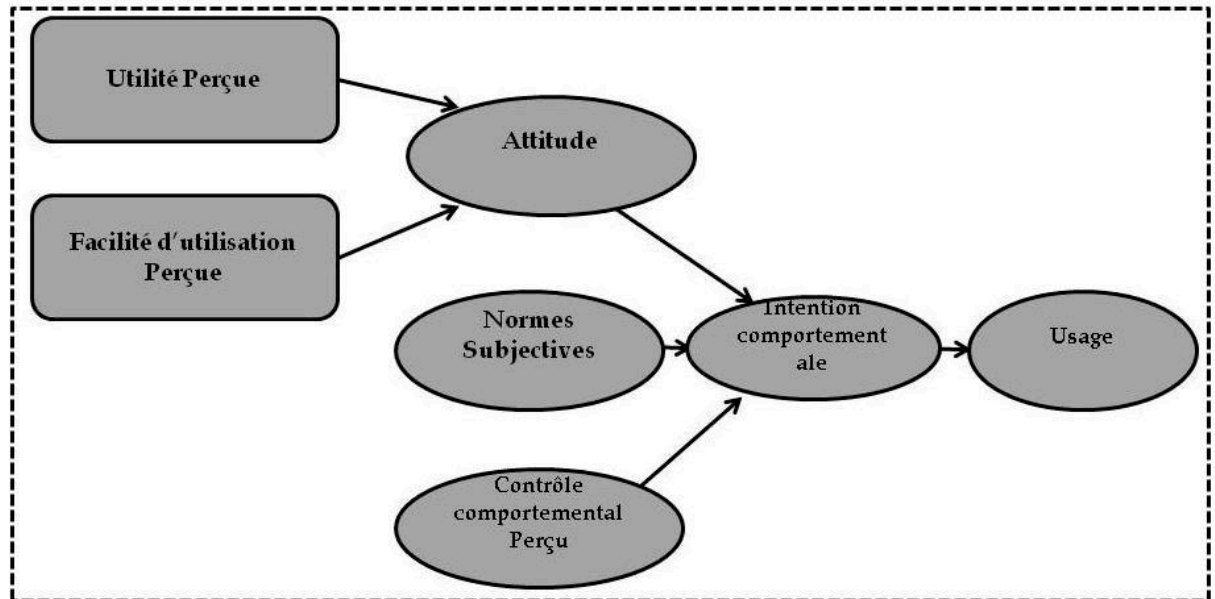 Utilité Perçue
Attitude
Facilité d'utilisation
Perçue
Normes
Subjectives
Intention
comportement
ale
Usage
Contrôle
comportemental
Perçu